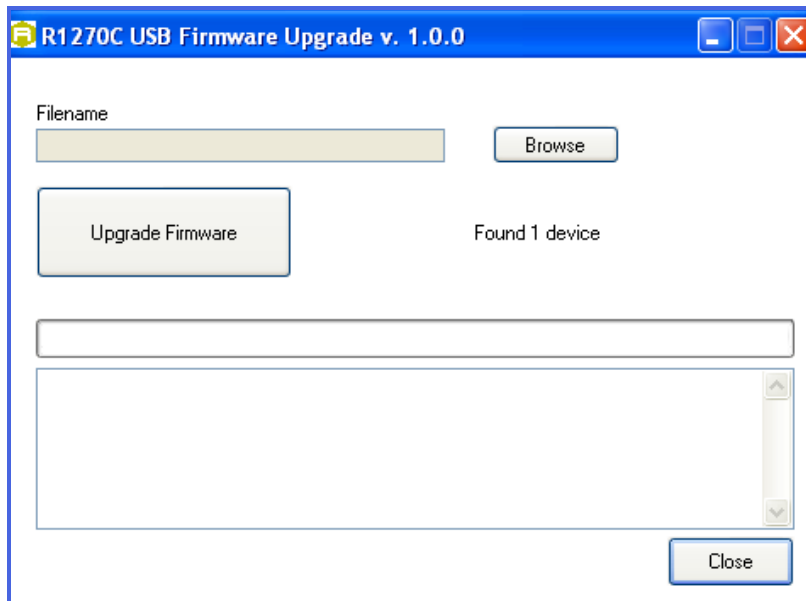 R1270C USB Firmware Upgrade v. 1.0.0
Filename
Browse
Upgrade Firmware
Found 1 device
Close